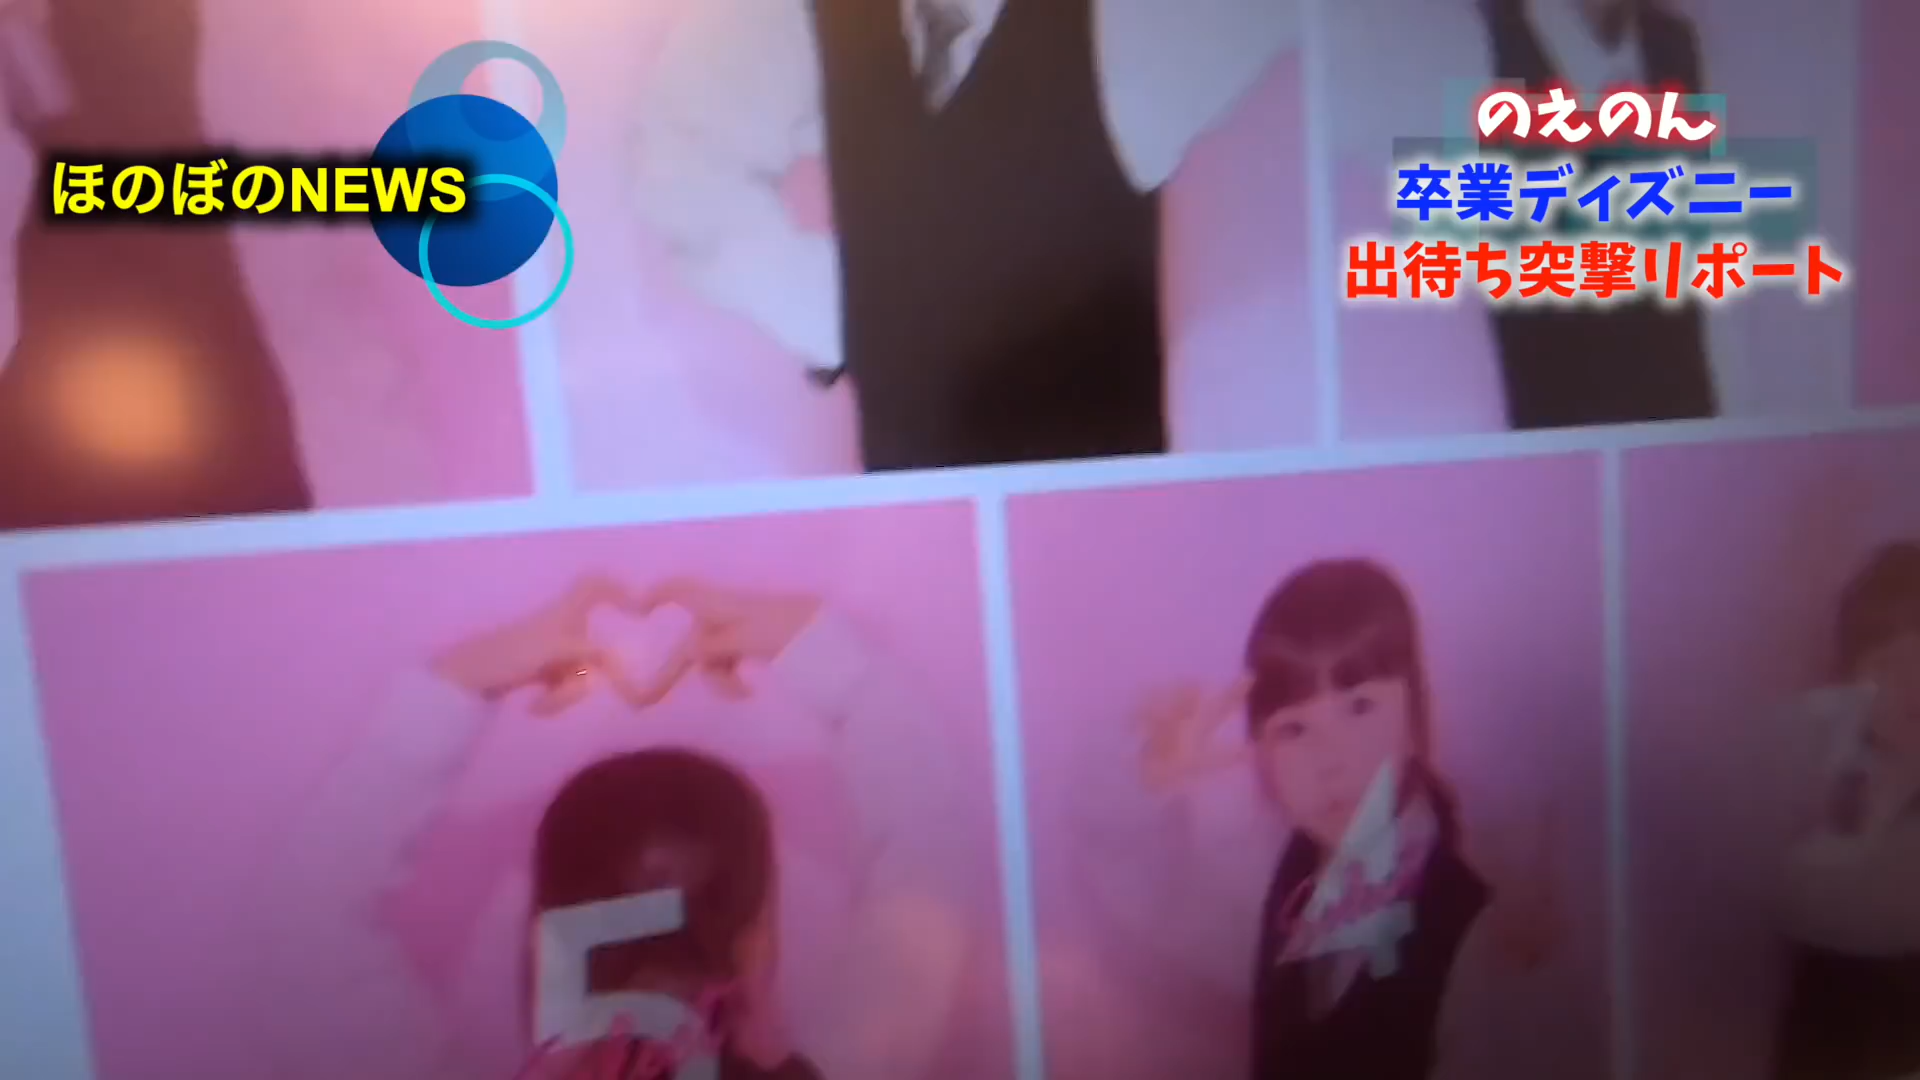 ほのぼのNEWS
のえのん
卒業ディズニー
出待ち突撃リポート
5
4